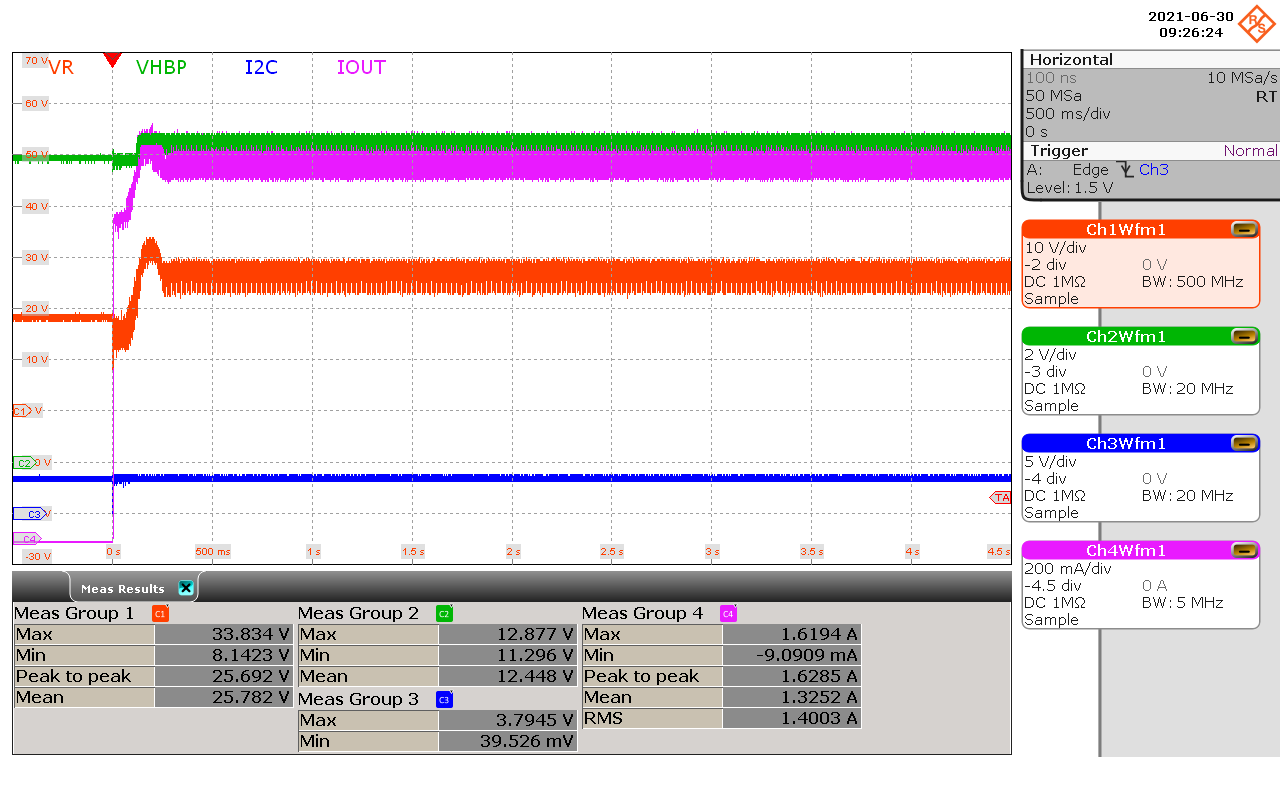 2021-06-30
09:26:24
R&S
VR VHBP I2C IOUT
70 V
60 V
50 V
40 V
30 V
20 V
10 V
C1 V
C2 0 V
C3 V
C4
-30 V
0 s 500 ms 1 s 1.5 s 2 s 2.5 s 3 s 3.5 s 4 s 4.5 s
TA
Horizontal
100 ns 10 MSa/s
50 MSa RT
500 ms/div
0 s
Trigger Normal
A: Edge Ch3
Level: 1.5 V
Ch1Wfm1
10 V/div
-2 div 0 V
DC 1MΩ BW: 500 MHz
Sample
Ch2Wfm1
2 V/div
-3 div 0 V
DC 1MΩ BW: 20 MHz
Sample
Ch3Wfm1
5 V/div
-4 div 0 V
DC 1MΩ BW: 20 MHz
Sample
Ch4Wfm1
200 mA/div
-4.5 div 0 A
DC 1MΩ BW: 5 MHz
Sample
Meas Results
Meas Group 1 C1
Max 33.834 V
Min 8.1423 V
Peak to peak 25.692 V
Mean 25.782 V
Meas Group 2 C2
Max 12.877 V
Min 11.296 V
Mean 12.448 V
Meas Group 3 C3
Max 3.7945 V
Min 39.526 mV
Meas Group 4 C4
Max 1.6194 A
Min -9.0909 mA
Peak to peak 1.6285 A
Mean 1.3252 A
RMS 1.4003 A